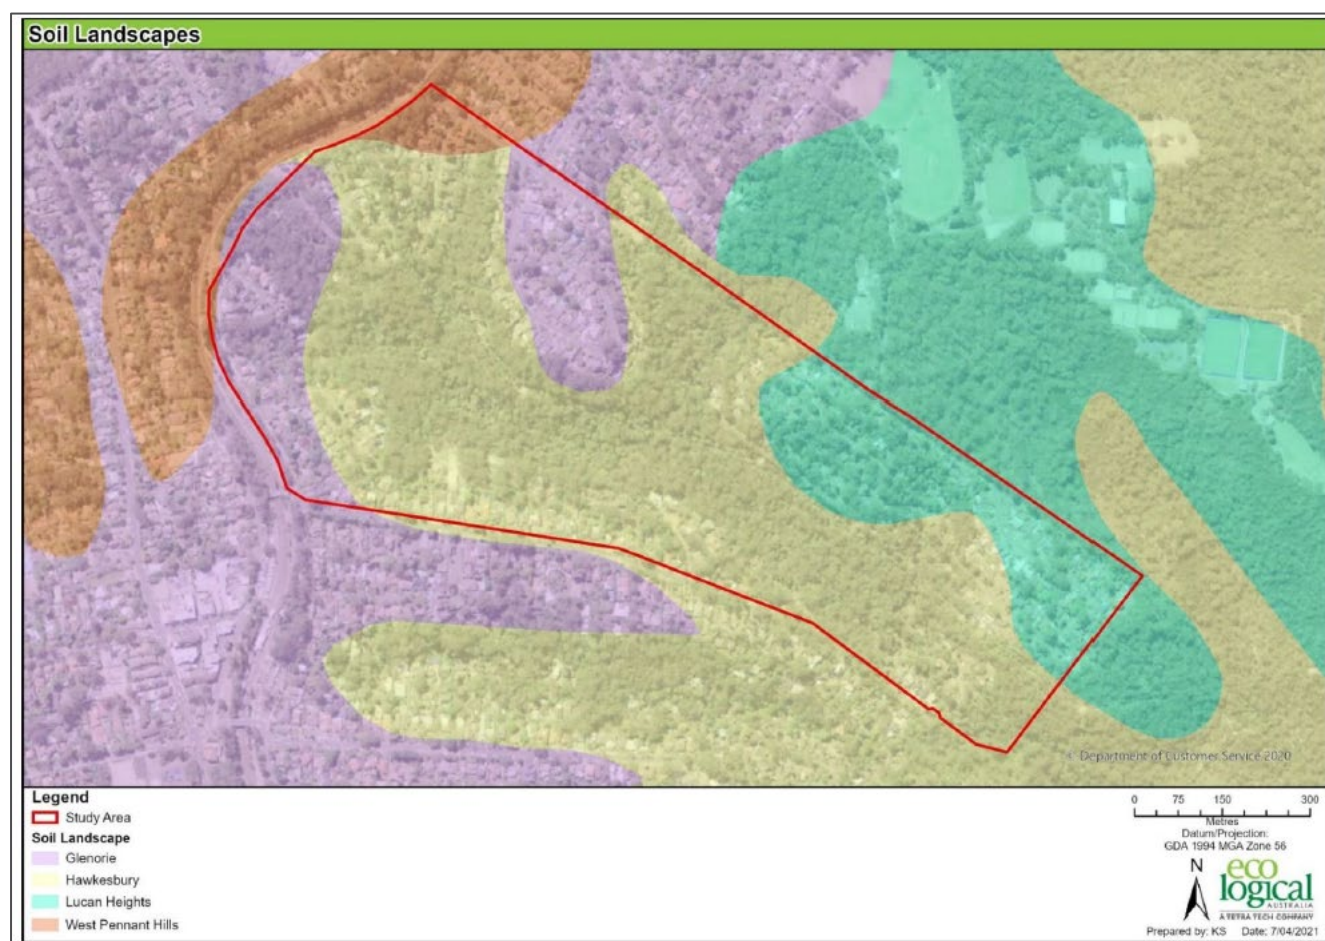 Soil Landscapes
© Department of Customer Service 2020
Legend
Study Area
Soil Landscape
Glenorie
Hawkesbury
Lucan Heights
West Pennant Hills
0 75 150 300
Metres
Datum/Projection:
GDA 1994 MGA Zone 56
N
eco
logical
AUSTRALIA
A TETRA TECH COMPANY
Prepared by: KS Date: 7/04/2021